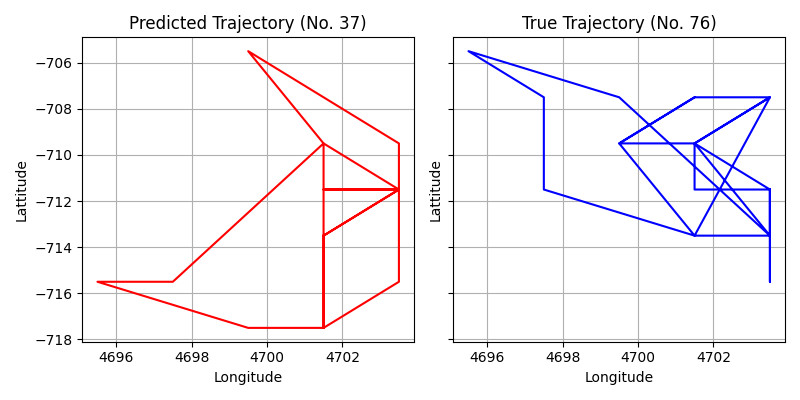 Predicted Trajectory (No. 37)
True Trajectory (No. 76)
Lattitude
−706
−708
−710
−712
−714
−716
−718
4696
4698
4700
4702
Longitude
Lattitude
4696
4698
4700
4702
Longitude